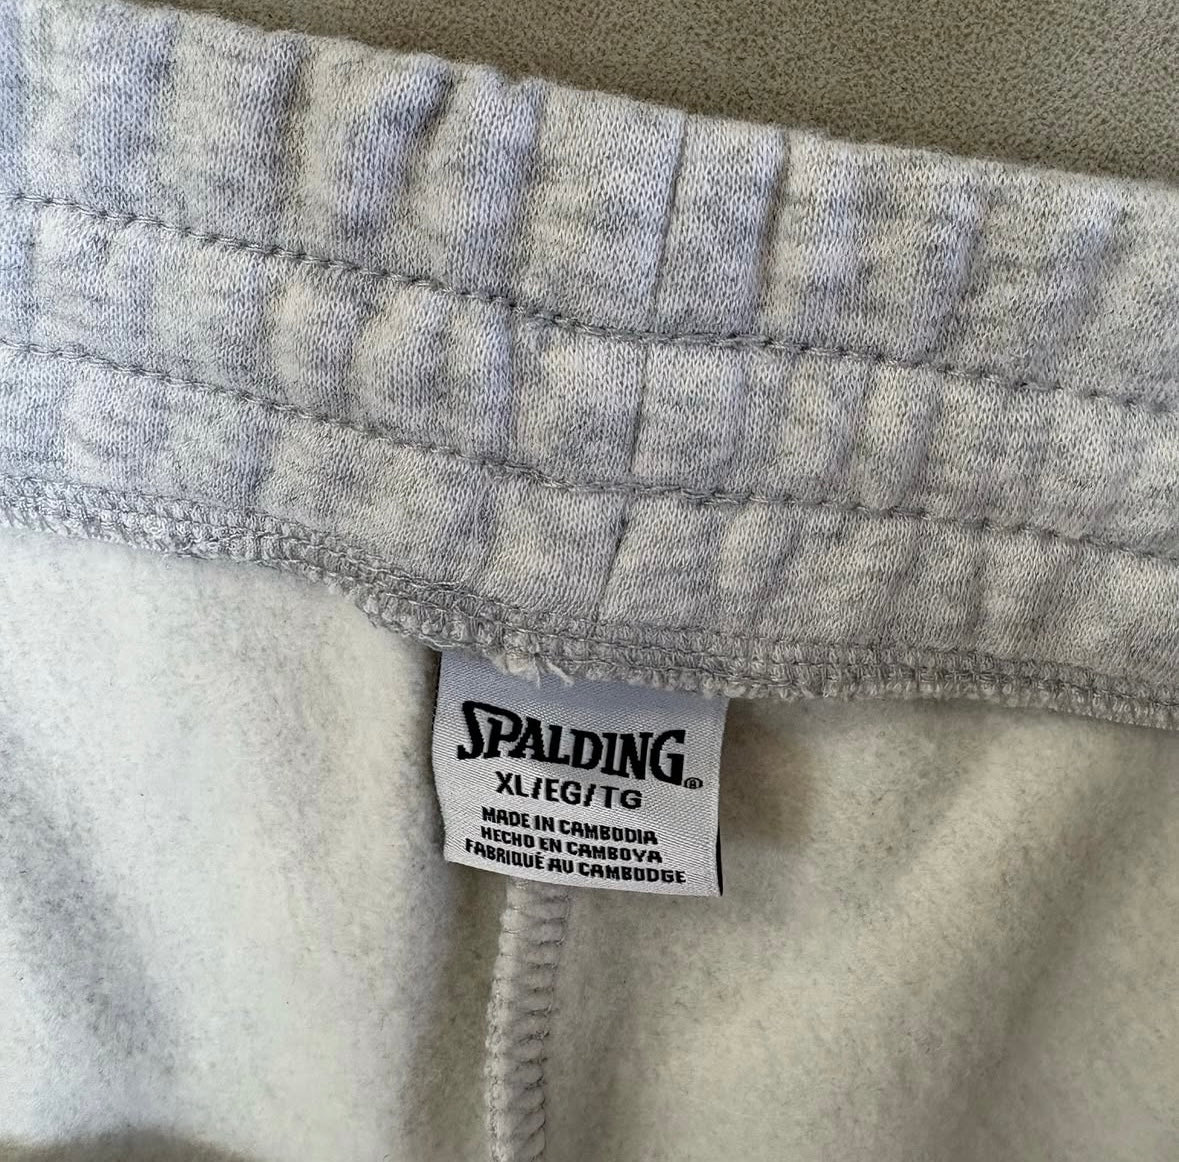 SPALDING®
XL/EG/TG
MADE IN CAMBODIA
HECHO EN CAMBOYA
FABRIQUÉ AU CAMBODGE